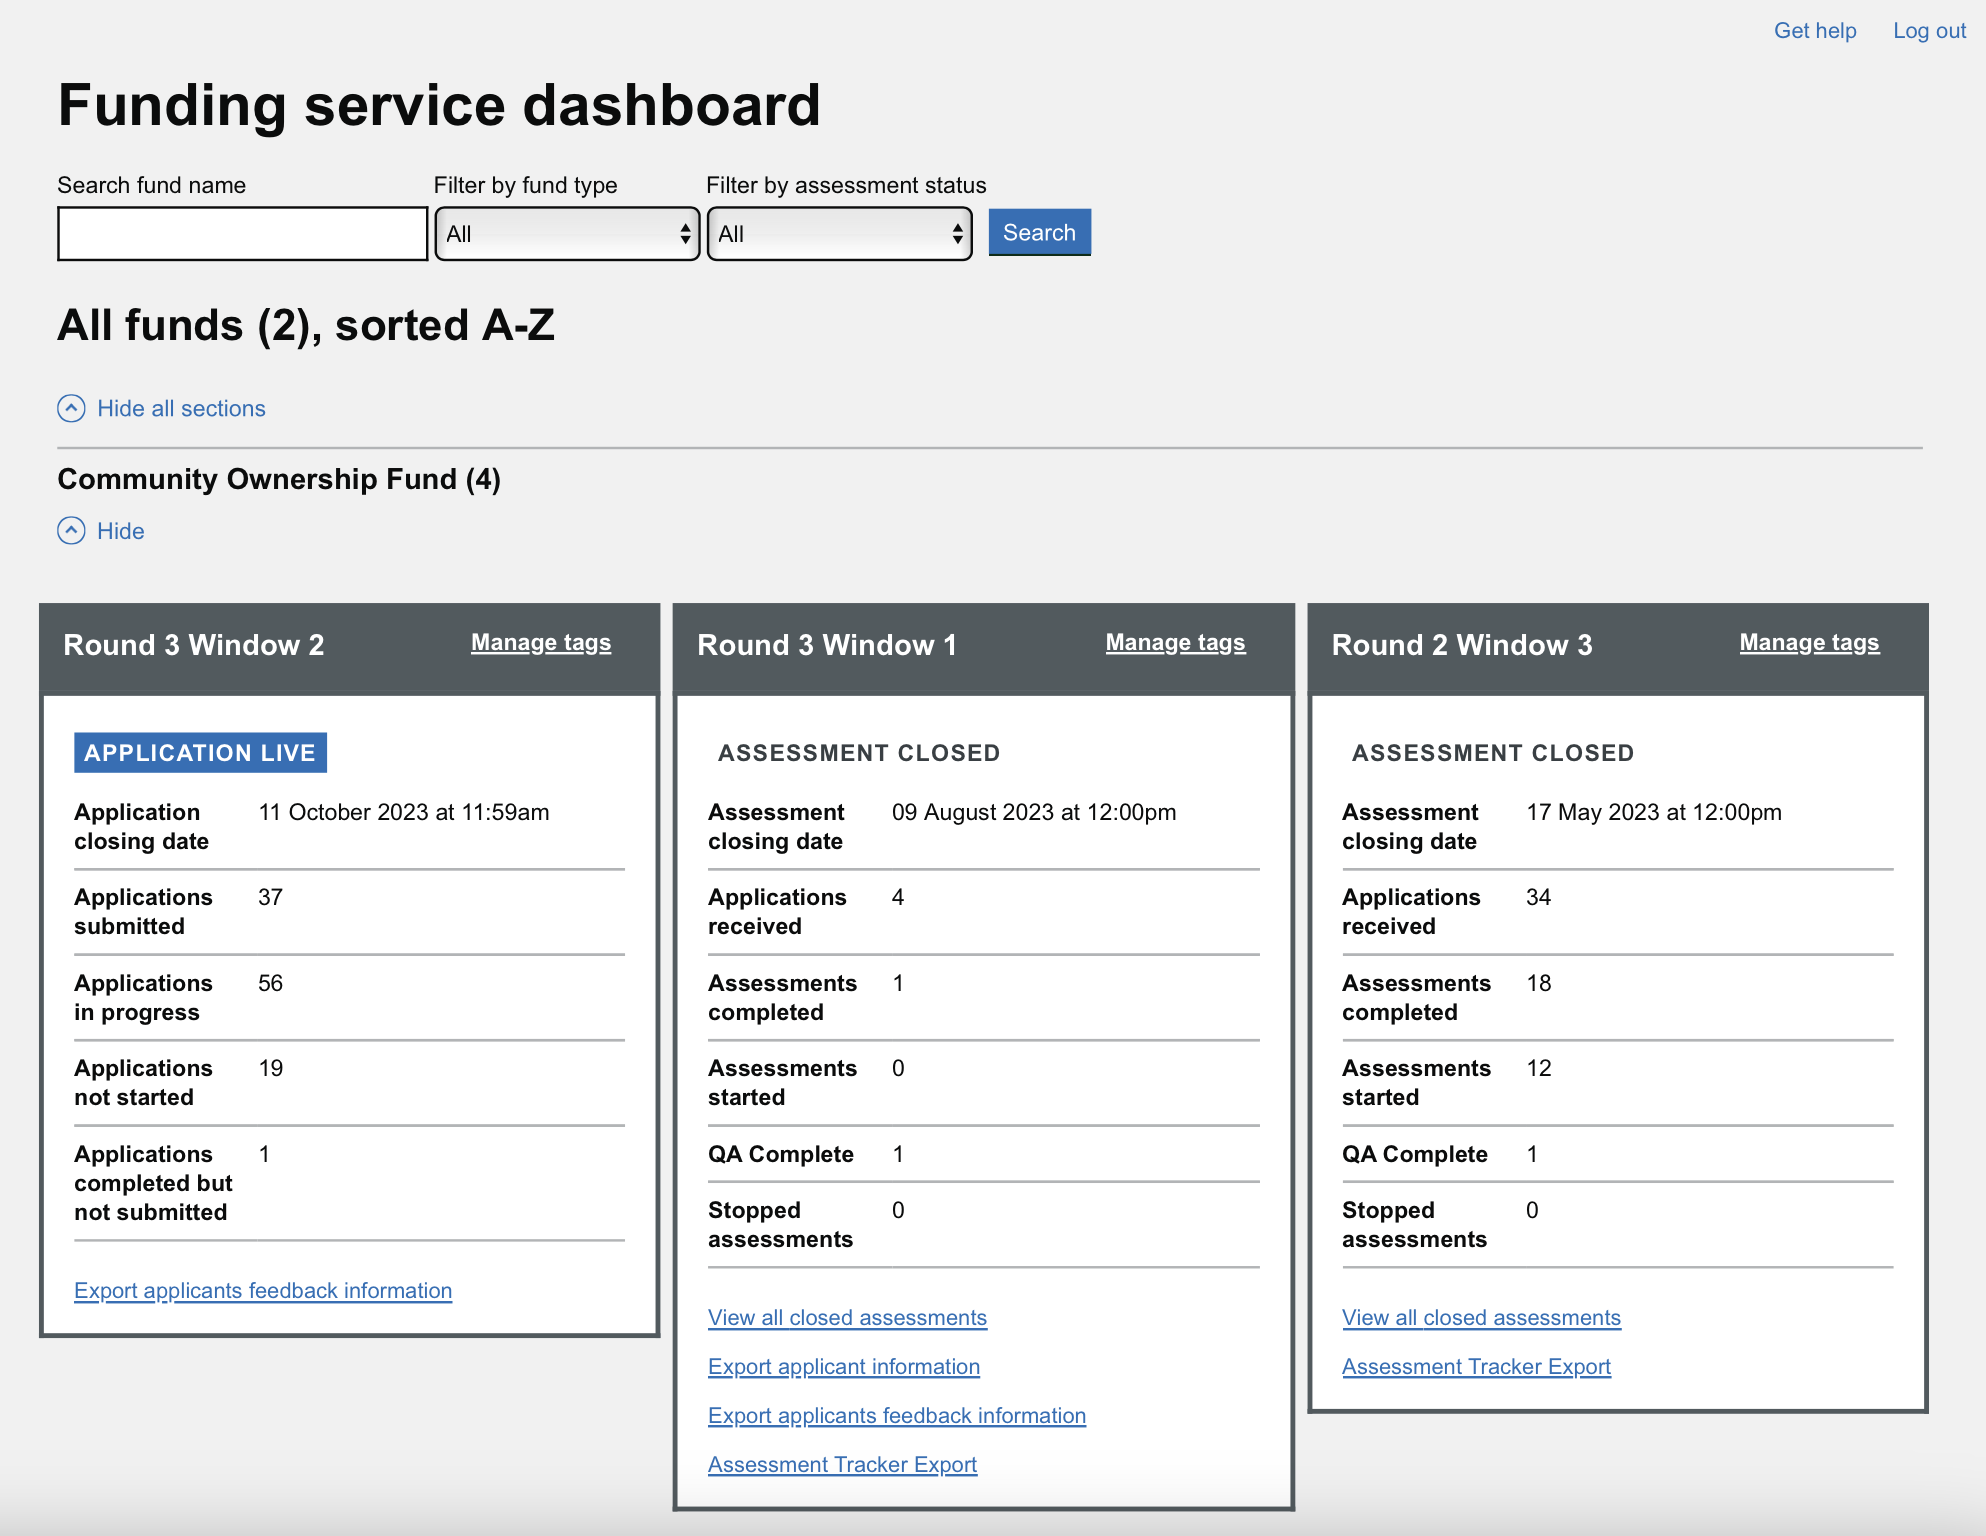 Get help Log out
Funding service dashboard
Search fund name Filter by fund type Filter by assessment status
All All Search
All funds (2), sorted A-Z
Hide all sections
Community Ownership Fund (4)
Hide
Round 3 Window 2 Manage tags
APPLICATION LIVE
Application
closing date 11 October 2023 at 11:59am
Applications
submitted 37
Applications
in progress 56
Applications
not started 19
Applications
completed but
not submitted 1
Export applicants feedback information
Round 3 Window 1 Manage tags
ASSESSMENT CLOSED
Assessment
closing date 09 August 2023 at 12:00pm
Applications
received 4
Assessments
completed 1
Assessments
started 0
QA Complete 1
Stopped
assessments 0
View all closed assessments
Export applicant information
Export applicants feedback information
Assessment Tracker Export
Round 2 Window 3 Manage tags
ASSESSMENT CLOSED
Assessment
closing date 17 May 2023 at 12:00pm
Applications
received 34
Assessments
completed 18
Assessments
started 12
QA Complete 1
Stopped
assessments 0
View all closed assessments
Assessment Tracker Export